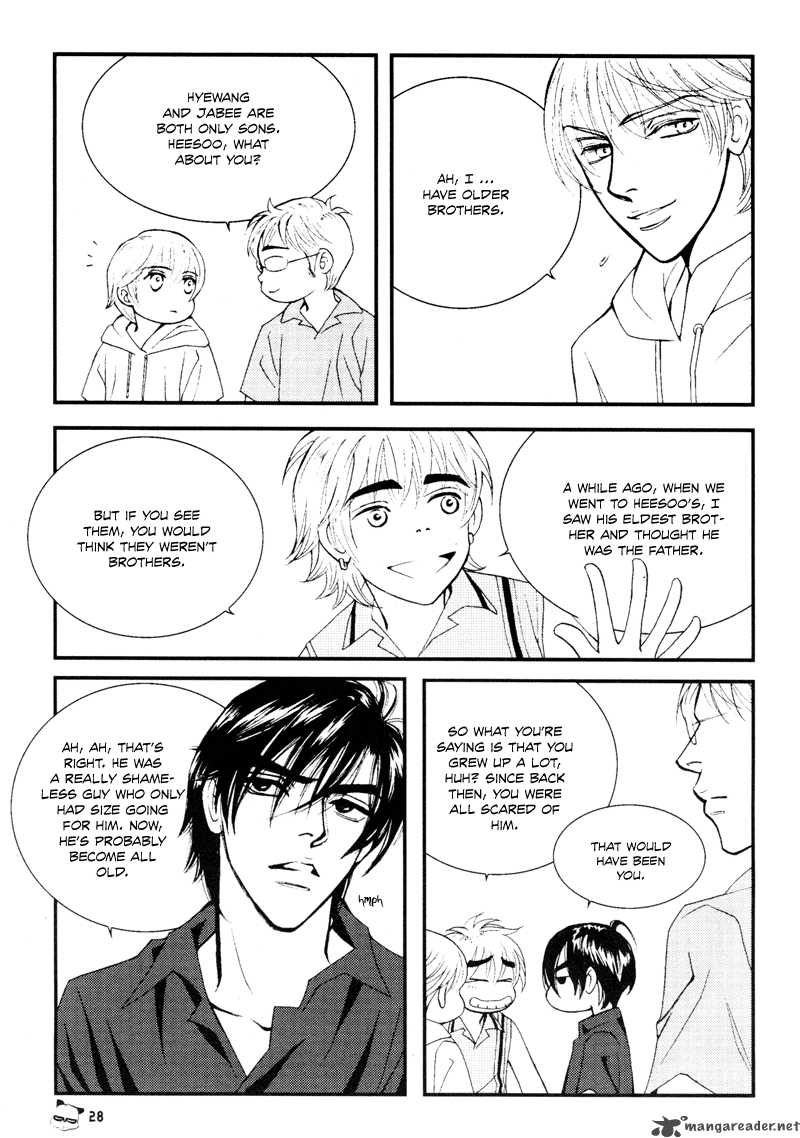 HYEWANG
AND JABEE ARE
BOTH ONLY SONS.
HEESOO, WHAT
ABOUT YOU?
AH, I ...
HAVE OLDER
BROTHERS.
BUT IF YOU SEE
THEM, YOU WOULD
THINK THEY WEREN'T
BROTHERS.
A WHILE AGO, WHEN WE
WENT TO HEESOO'S, I
SAW HIS ELDEST BROT-
HER AND THOUGHT HE
WAS THE FATHER.
AH, AH, THAT'S
RIGHT. HE WAS
A REALLY SHAME-
LESS GUY WHO ONLY
HAD SIZE GOING
FOR HIM. NOW,
HE'S PROBABLY
BECOME ALL
OLD.
hmph
SO WHAT YOU'RE
SAYING IS THAT YOU
GREW UP A LOT,
HUH? SINCE BACK
THEN, YOU WERE
ALL SCARED OF
HIM.
THAT WOULD
HAVE BEEN
YOU.
28
mangareader.net